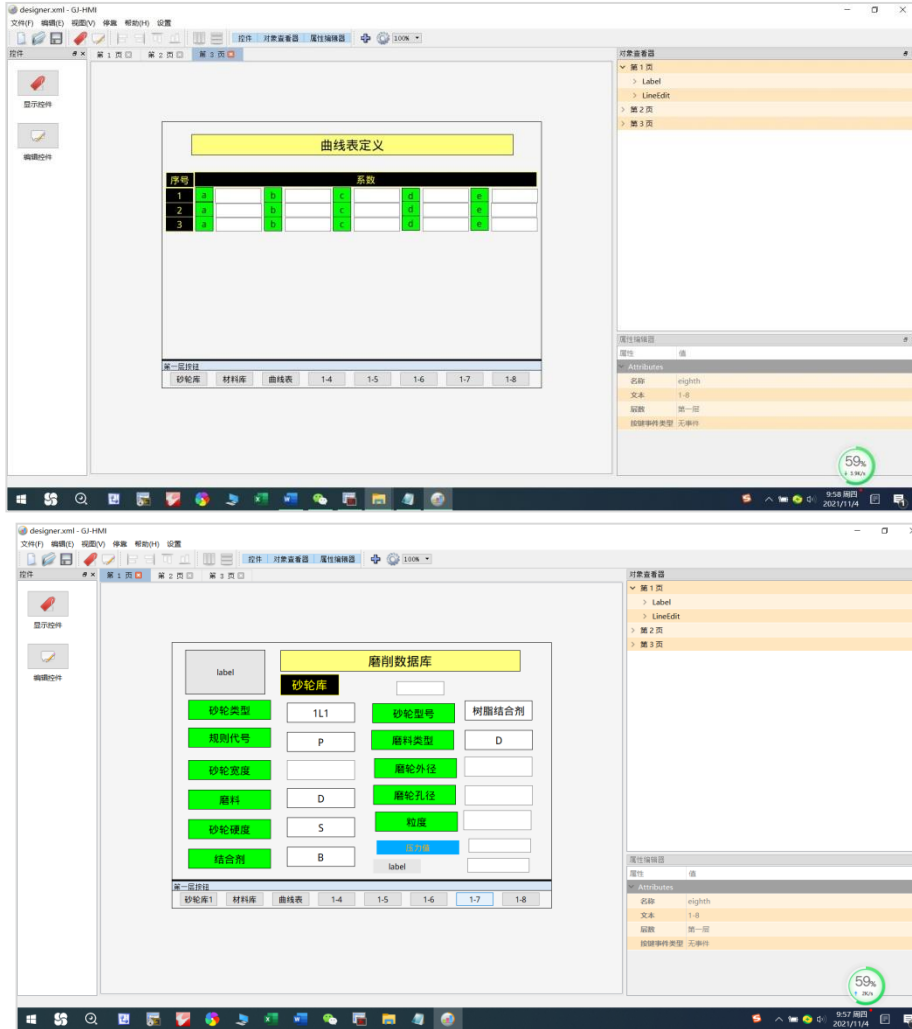 designer.xml - GJ-HMI
文件(F) 编辑(E) 视图(V) 停靠 帮助(H) 设置
控件 对象查看器 属性编辑器 100%
控件 第 1 页 第 2 页 第 3 页 对象查看器
显示控件
编辑控件
第 1 页
Label
LineEdit
第 2 页
第 3 页
曲线表定义
序号 系数
1 a b c d e
2 a b c d e
3 a b c d e
第一层按钮
砂轮库 材料库 曲线表 1-4 1-5 1-6 1-7 1-8
属性编辑器
属性 值
Attributes
名称 eighth
文本 1-8
层数 第一层
按键事件类型 无事件
59%
9:58 周四
2021/11/4
designer.xml - GJ-HMI
文件(F) 编辑(E) 视图(V) 停靠 帮助(H) 设置
控件 对象查看器 属性编辑器 100%
控件 第 1 页 第 2 页 第 3 页 对象查看器
显示控件
编辑控件
第 1 页
Label
LineEdit
第 2 页
第 3 页
label 磨削数据库
砂轮库
砂轮类型 1L1 砂轮型号 树脂结合剂
规则代号 P 磨料类型 D
砂轮宽度 磨轮外径
磨料 D 磨轮孔径
砂轮硬度 S 粒度
压力值
结合剂 B label
第一层按钮
砂轮库1 材料库 曲线表 1-4 1-5 1-6 1-7 1-8
属性编辑器
属性 值
Attributes
名称 eighth
文本 1-8
层数 第一层
按键事件类型 无事件
59%
9:57 周四
2021/11/4